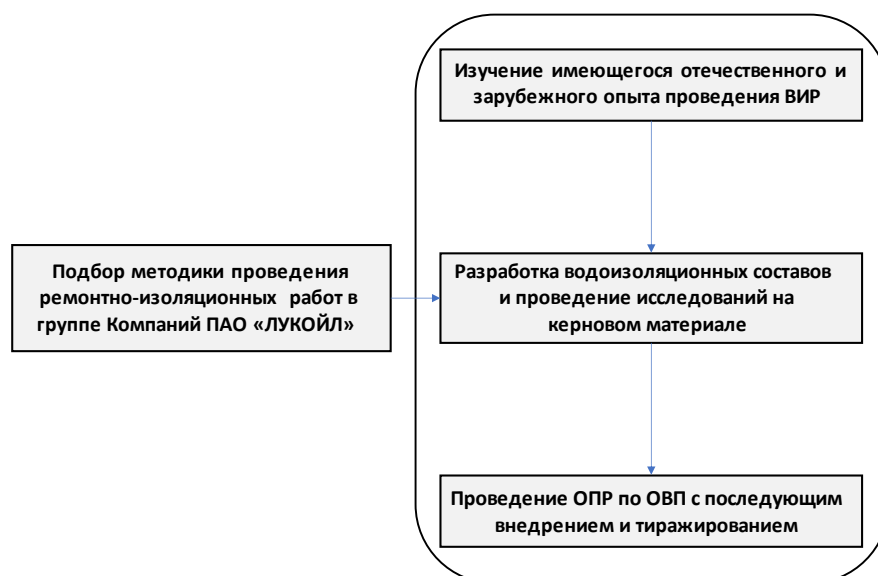 Изучение имеющегося отечественного и
зарубежного опыта проведения ВИР
Подбор методики проведения
ремонтно-изоляционных работ в
группе Компаний ПАО «ЛУКОЙЛ»
Разработка водоизоляционных составов
и проведение исследований на
керновом материале
Проведение ОПР по ОВП с последующим
внедрением и тиражированием